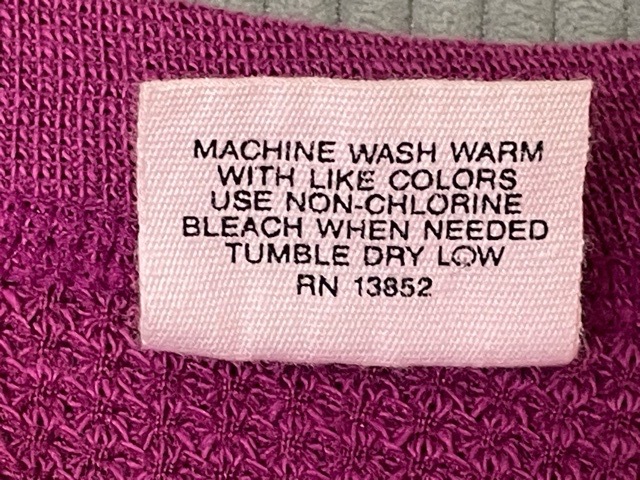 MACHINE WASH WARM
WITH LIKE COLORS
USE NON-CHLORINE
BLEACH WHEN NEEDED
TUMBLE DRY LOW
RN 13852